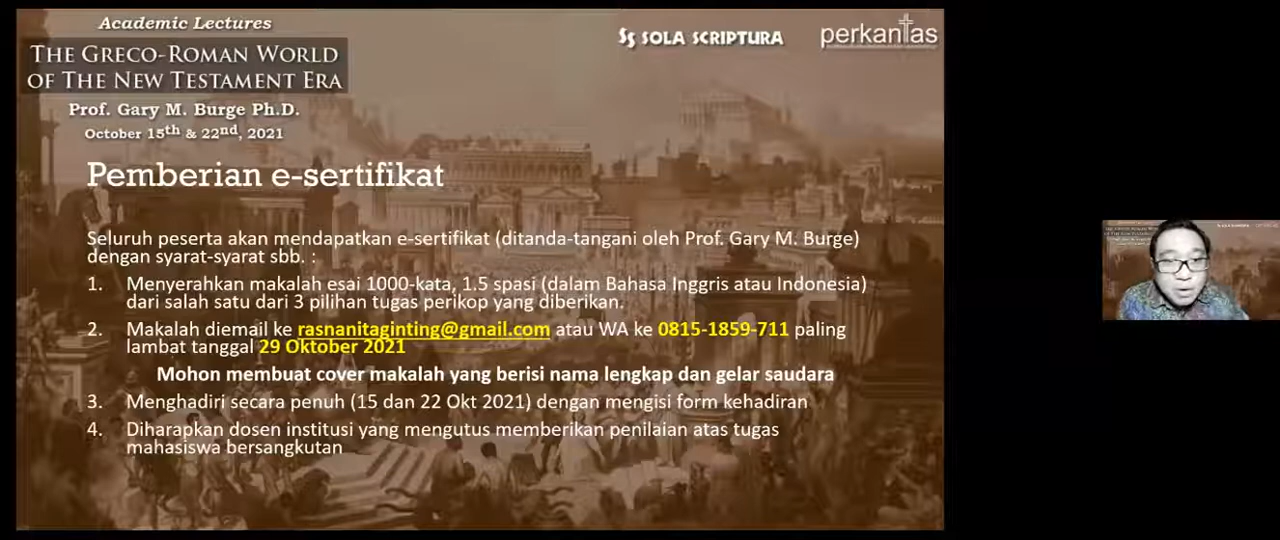 Academic Lectures
THE GRECO-ROMAN WORLD
OF THE NEW TESTAMENT ERA
Prof. Gary M. Burge Ph.D.
October 15th & 22nd, 2021
SS SOLA SCRIPTURA
perkantas
Pemberian e-sertifikat
Seluruh peserta akan mendapatkan e-sertifikat (ditanda-tangani oleh Prof. Gary M. Burge)
dengan syarat-syarat sbb. :
1. Menyerahkan makalah esai 1000-kata, 1.5 spasi (dalam Bahasa Inggris atau Indonesia)
dari salah satu dari 3 pilihan tugas perikop yang diberikan.
2. Makalah diemail ke rasnanitaginting@gmail.com atau WA ke 0815-1859-711 paling
lambat tanggal 29 Oktober 2021
Mohon membuat cover makalah yang berisi nama lengkap dan gelar saudara
3. Menghadiri secara penuh (15 dan 22 Okt 2021) dengan mengisi form kehadiran
4. Diharapkan dosen institusi yang mengutus memberikan penilaian atas tugas
mahasiswa bersangkutan